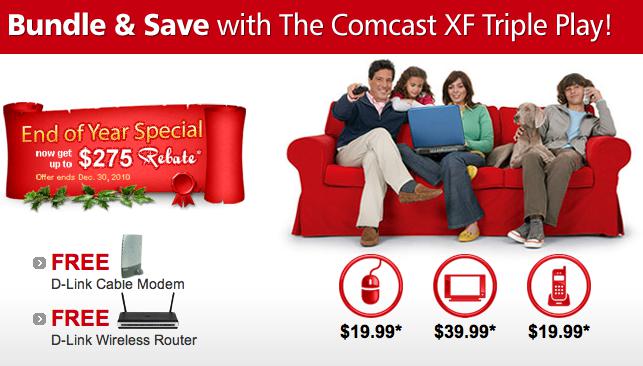 Bundle & Save with The Comcast XF Triple Play!
End of Year Special
now get
up to $275 Rebate*
Offer ends Dec. 30, 2010
FREE
D-Link Cable Modem
FREE
D-Link Wireless Router
$19.99* $39.99* $19.99*